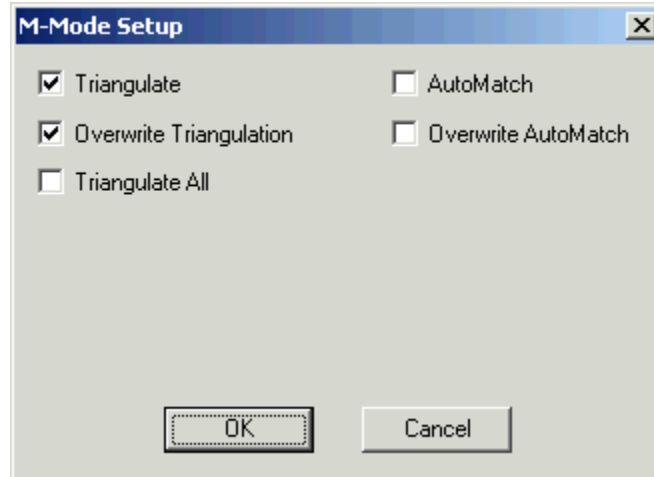 M-Mode Setup
Triangulate
AutoMatch
Overwrite Triangulation
Overwrite AutoMatch
Triangulate All
OK
Cancel